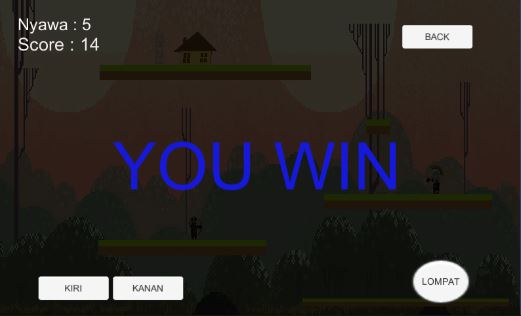 Nyawa : 5
Score : 14
BACK
YOU WIN
KIRI
KANAN
LOMPAT